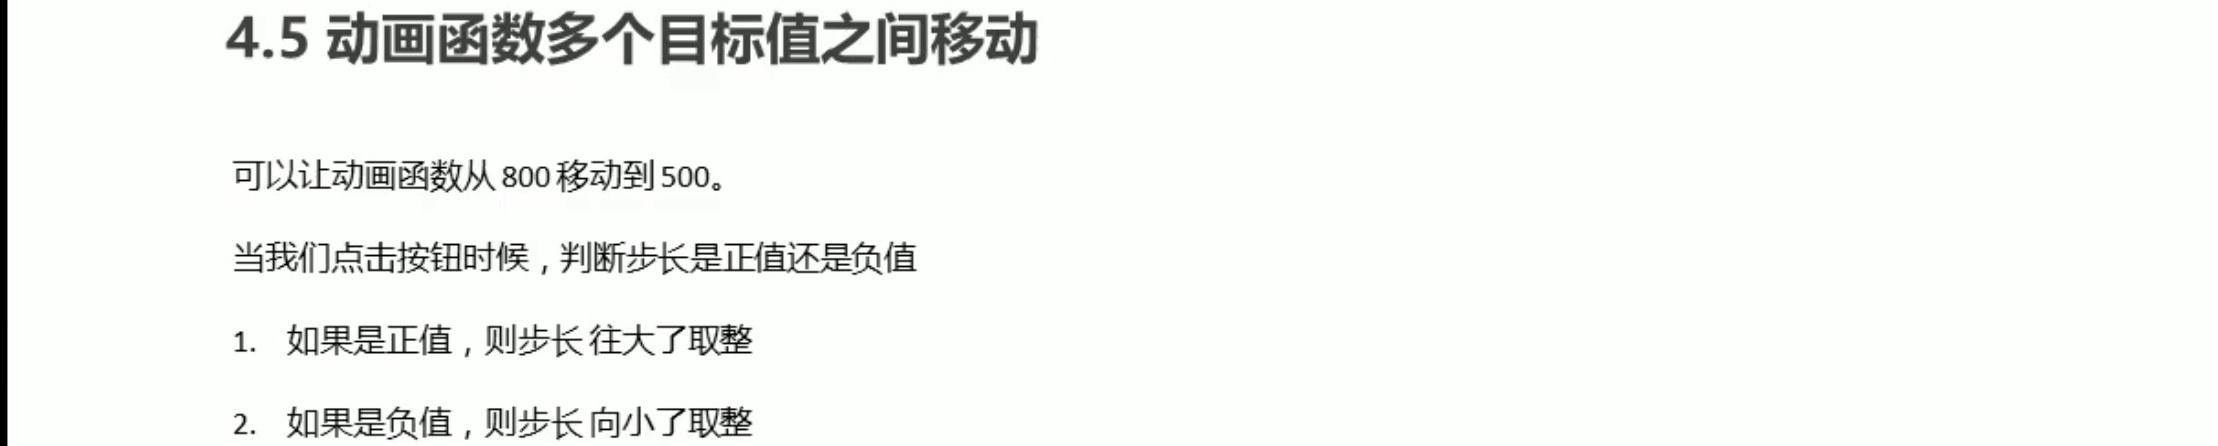 4.5 动画函数多个目标值之间移动
可以让动画函数从 800 移动到 500。
当我们点击按钮时候，判断步长是正值还是负值
1. 如果是正值，则步长 往大了取整
2. 如果是负值，则步长 向小了取整